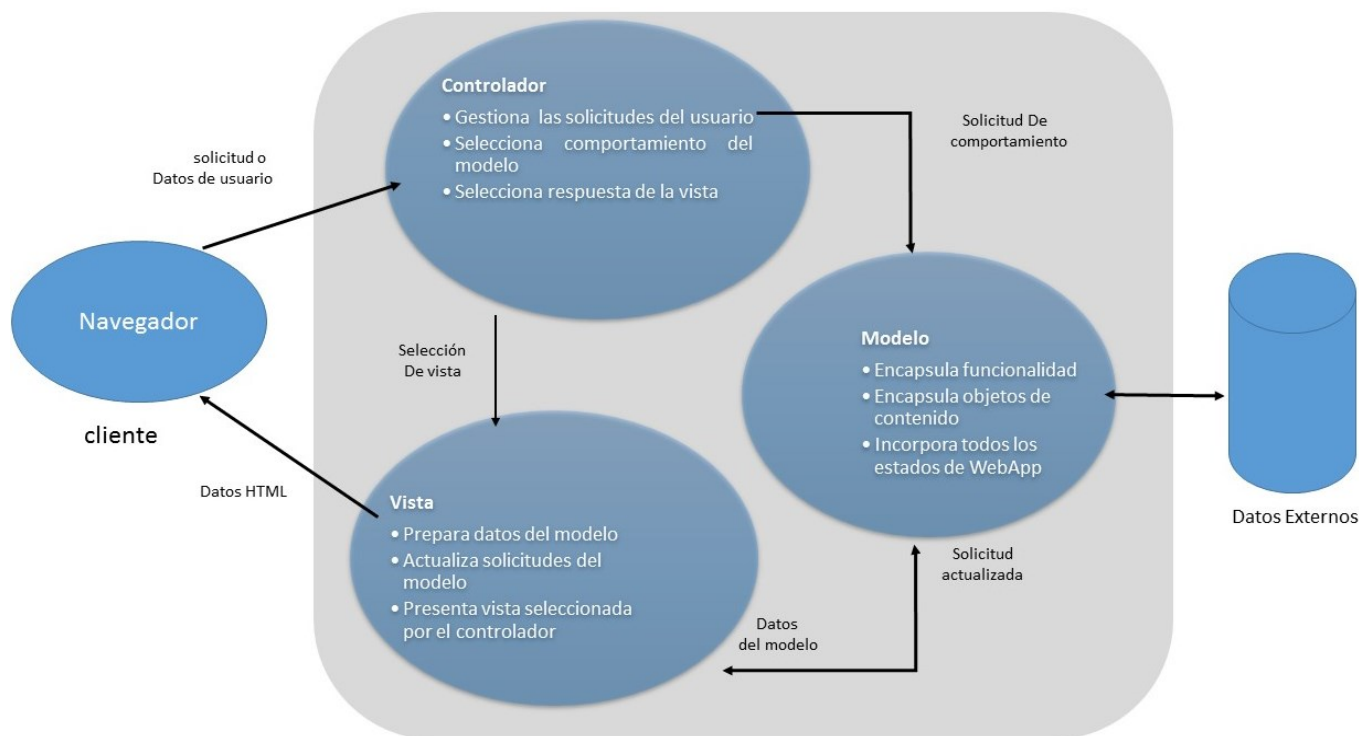 Controlador
• Gestiona las solicitudes del usuario
• Selecciona comportamiento del
modelo
• Selecciona respuesta de la vista
Solicitud De
comportamiento
solicitud o
Datos de usuario
Navegador
cliente
Selección
De vista
Modelo
• Encapsula funcionalidad
• Encapsula objetos de
contenido
• Incorpora todos los
estados de WebApp
Datos Externos
Datos HTML
Vista
• Prepara datos del modelo
• Actualiza solicitudes del
modelo
• Presenta vista seleccionada
por el controlador
Solicitud
actualizada
Datos
del modelo